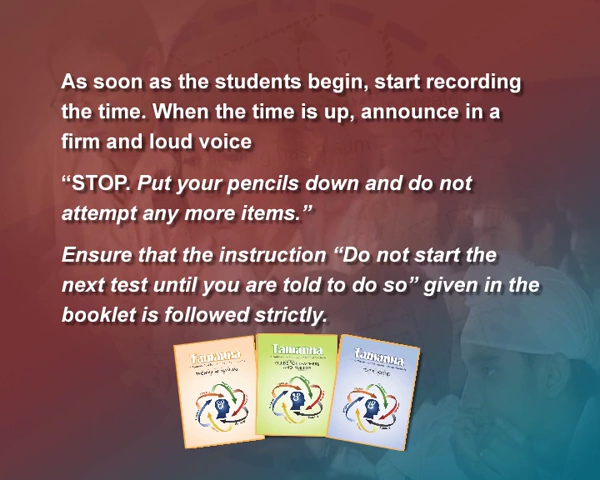 As soon as the students begin, start recording
the time. When the time is up, announce in a
firm and loud voice
“STOP. Put your pencils down and do not
attempt any more items.”
Ensure that the instruction “Do not start the
next test until you are told to do so” given in the
booklet is followed strictly.
Tamanna
Tamanna
Tamanna